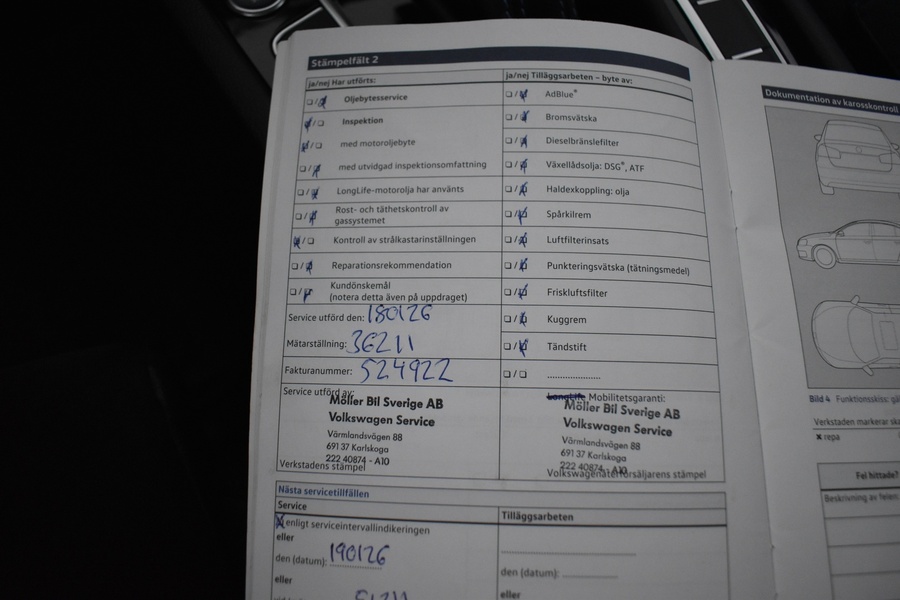 Stämpelfält 2
ja/nej Har utförts:
Oljebytesservice
Inspektion
med motoroljebyte
med utvidgad inspektionsomfattning
LongLife-motorolja har använts
Rost- och täthetskontroll av
gassystemet
Kontroll av strålkastarinställningen
Reparationsrekommendation
Kundönskemål
(notera detta även på uppdraget)
Service utförd den: 180126
Mätarställning: 36211
Fakturanummer: 524922
Service utförd av:
Möller Bil Sverige AB
Volkswagen Service
Värmlandsvägen 88
691 37 Karlskoga
222 40874 - A10
Verkstadens stämpel
ja/nej Tilläggsarbeten – byte av:
AdBlue®
Bromsvätska
Dieselbränslefilter
Växellådsolja: DSG®, ATF
Haldexkoppling: olja
Spårkilrem
Luftfilterinsats
Punkteringsvätska (tätningsmedel)
Friskluftsfilter
Kuggrem
Tändstift
LongLife Mobilitetsgaranti:
Möller Bil Sverige AB
Volkswagen Service
Värmlandsvägen 88
691 37 Karlskoga
222 40874 - A10
Volkswagenåterförsäljarens stämpel
Nästa servicetillfällen
Service
X enligt serviceintervallindikeringen
eller
den (datum): 190126
eller
Tilläggsarbeten
den (datum):
eller
Dokumentation av karosskontroll
Bild 4 Funktionsskiss:
Verkstaden markerar
x repa
Fel hittade?
Beskrivning av felen: